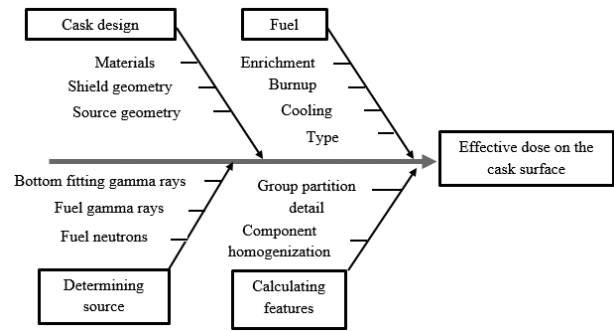 Cask design
Fuel
Materials
Shield geometry
Source geometry
Enrichment
Burnup
Cooling
Type
Effective dose on the
cask surface
Bottom fitting gamma rays
Fuel gamma rays
Fuel neutrons
Group partition
detail
Component
homogenization
Determining
source
Calculating
features